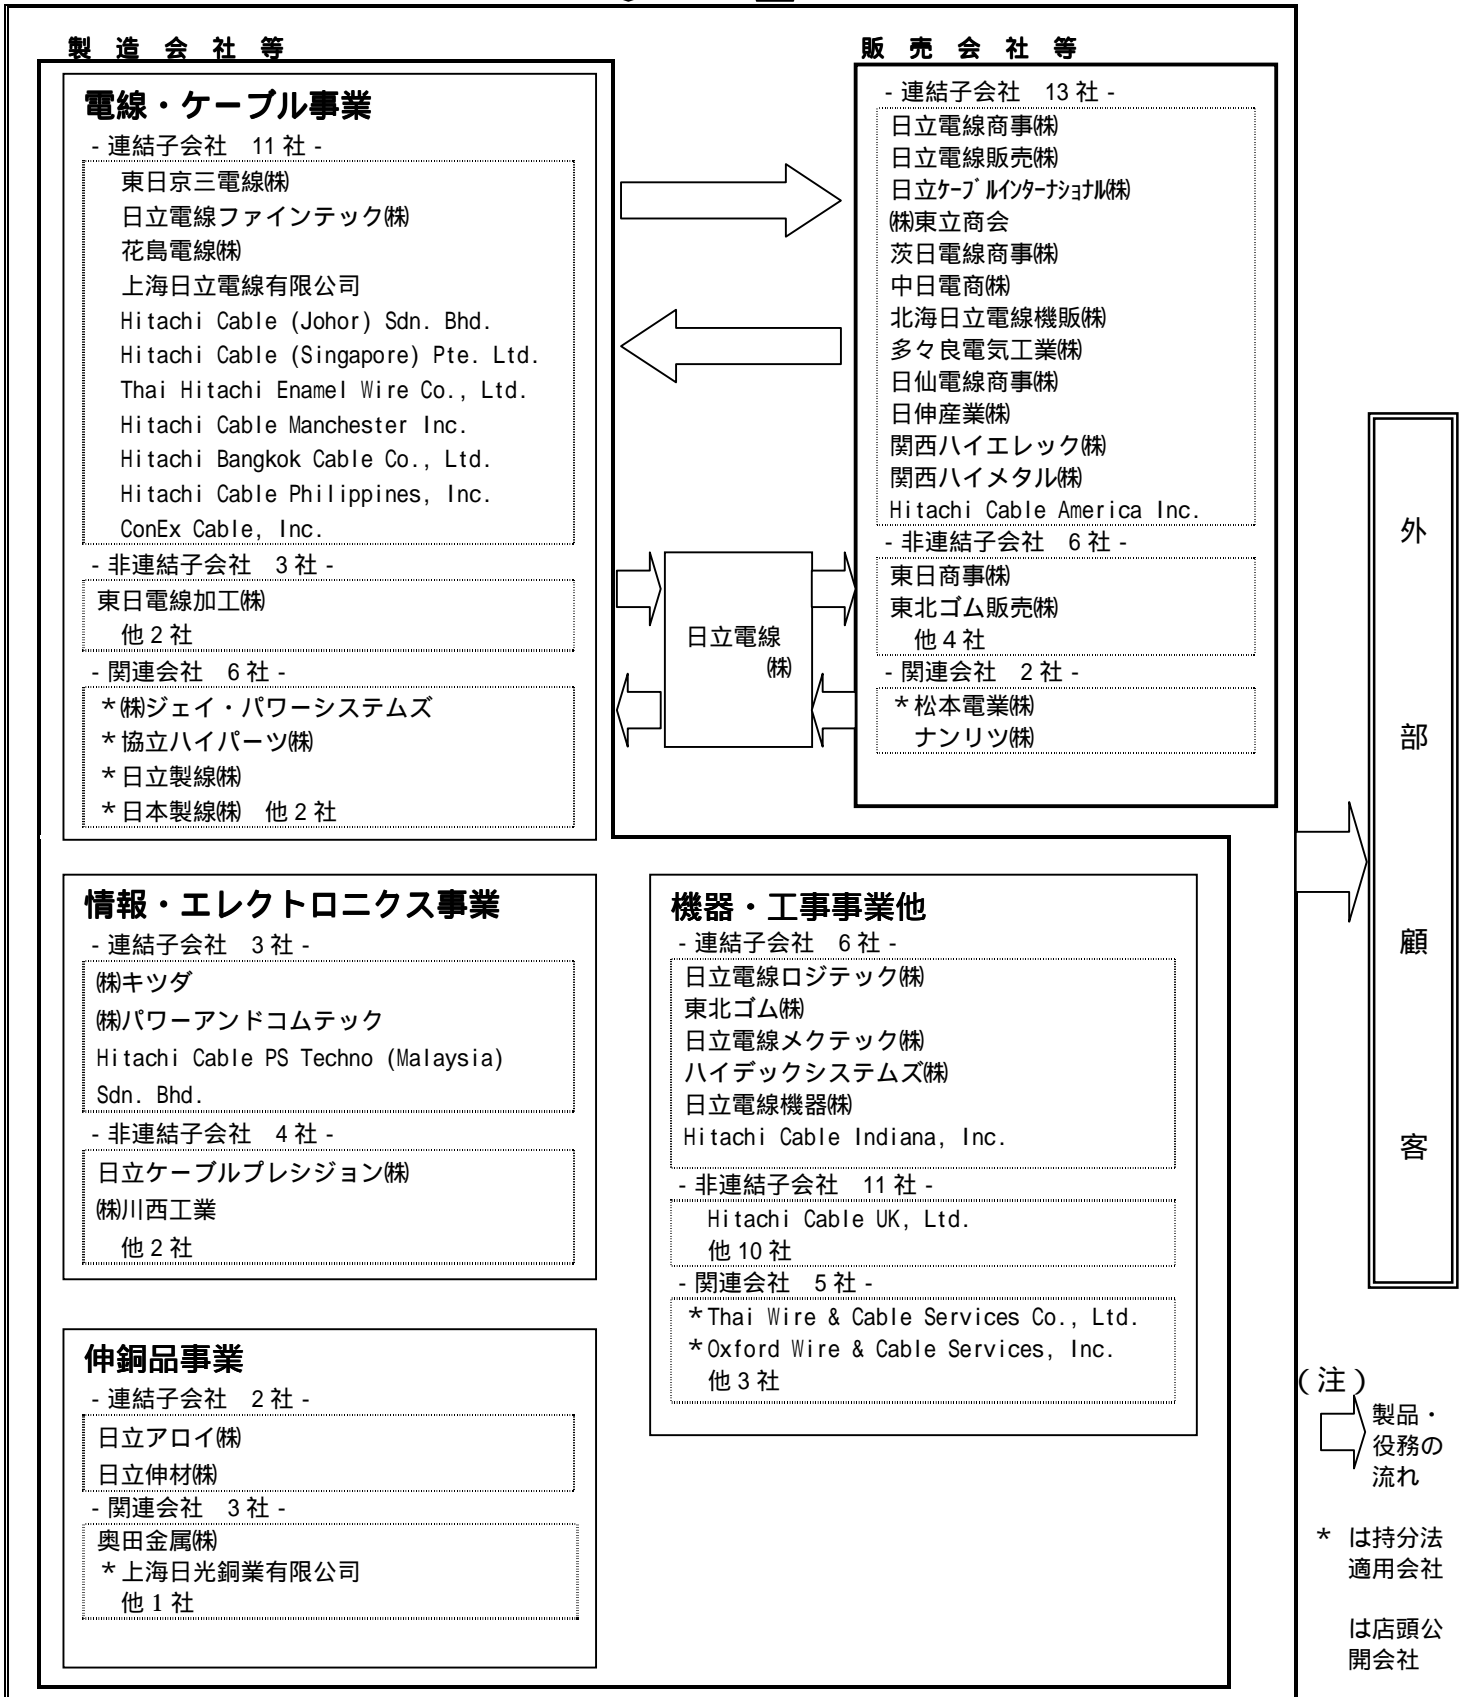 製造会社等
電線・ケーブル事業
- 連結子会社　11 社 -
東日京三電線㈱
日立電線ファインテック㈱
花島電線㈱
上海日立電線有限公司
Hitachi Cable (Johor) Sdn. Bhd.
Hitachi Cable (Singapore) Pte. Ltd.
Thai Hitachi Enamel Wire Co., Ltd.
Hitachi Cable Manchester Inc.
Hitachi Bangkok Cable Co., Ltd.
Hitachi Cable Philippines, Inc.
ConEx Cable, Inc.
- 非連結子会社　3 社 -
東日電線加工㈱
他 2 社
- 関連会社　6 社 -
*㈱ジェイ・パワーシステムズ
*協立ハイパーツ㈱
*日立製線㈱
*日本製線㈱　他 2 社
販売会社等
- 連結子会社　13 社 -
日立電線商事㈱
日立電線販売㈱
日立ｹｰﾌﾞﾙｲﾝﾀｰﾅｼｮﾅﾙ㈱
㈱東立商会
茨日電線商事㈱
中日電商㈱
北海日立電線機販㈱
多々良電気工業㈱
日仙電線商事㈱
日伸産業㈱
関西ハイエレック㈱
関西ハイメタル㈱
Hitachi Cable America Inc.
- 非連結子会社　6 社 -
東日商事㈱
東北ゴム販売㈱
他 4 社
- 関連会社　2 社 -
*松本電業㈱
ナンリツ㈱
日立電線
㈱
外部顧客
情報・エレクトロニクス事業
- 連結子会社　3 社 -
㈱キツダ
㈱パワーアンドコムテック
Hitachi Cable PS Techno (Malaysia)
Sdn. Bhd.
- 非連結子会社　4 社 -
日立ケーブルプレシジョン㈱
㈱川西工業
他 2 社
機器・工事事業他
- 連結子会社　6 社 -
日立電線ロジテック㈱
東北ゴム㈱
日立電線メクテック㈱
ハイデックシステムズ㈱
日立電線機器㈱
Hitachi Cable Indiana, Inc.
- 非連結子会社　11 社 -
Hitachi Cable UK, Ltd.
他 10 社
- 関連会社　5 社 -
*Thai Wire & Cable Services Co., Ltd.
*Oxford Wire & Cable Services, Inc.
他 3 社
伸銅品事業
- 連結子会社　2 社 -
日立アロイ㈱
日立伸材㈱
- 関連会社　3 社 -
奥田金属㈱
*上海日光銅業有限公司
他 1 社
(注)
製品・
役務の
流れ
* は持分法
適用会社
は店頭公
開会社